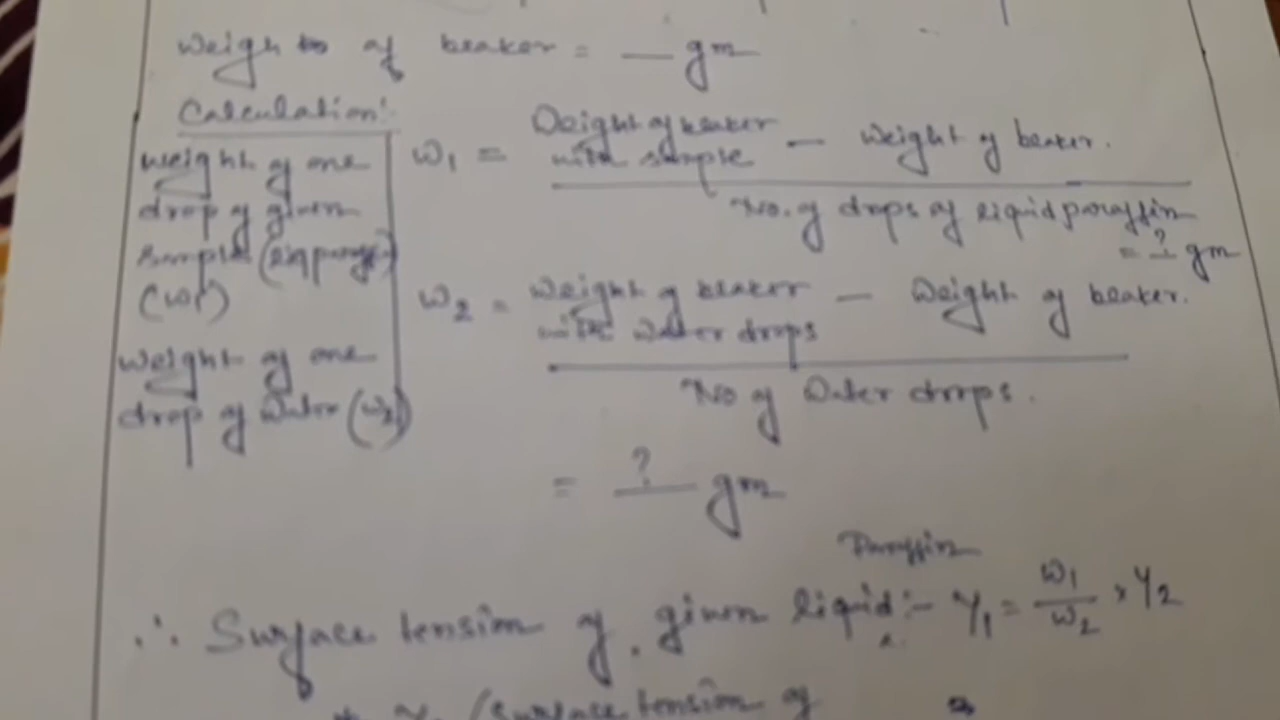 Weight of beaker = — gm
Calculation:
weight of one
drop of given
sample (liq paraffin)
(w1)
w1 = Weight of beaker with sample — weight of beaker.
No. of drops of liquid paraffin
= ? gm
weight of one
drop of water (w2)
w2 = weight of beaker with water drops — Weight of beaker.
No of Water drops.
= ? gm
Paraffin
∴ Surface tension of given liquid:- γ1 = w1/w2 × γ2
(surface tension of